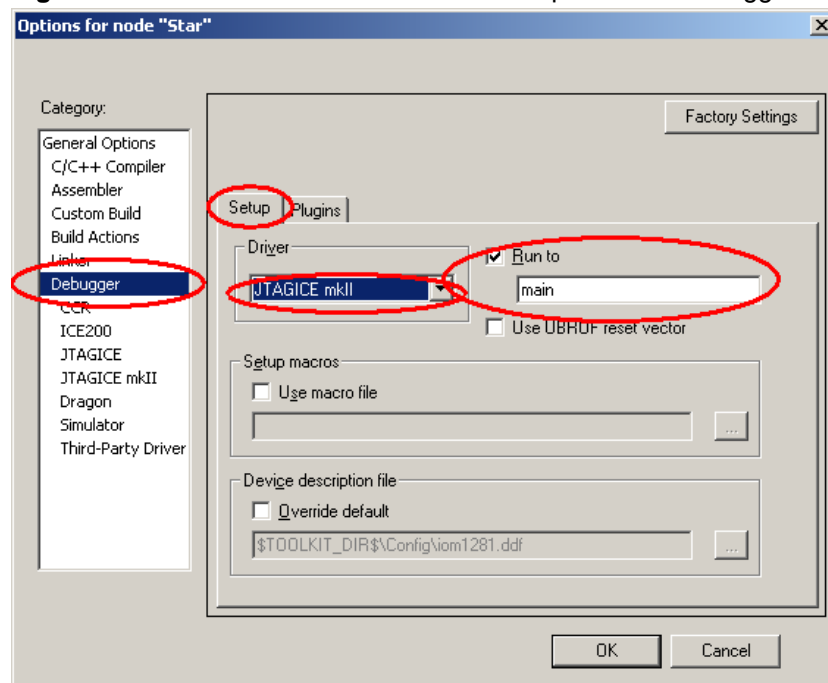 Options for node "Star"
Category:
Factory Settings
General Options
C/C++ Compiler
Assembler
Custom Build
Build Actions
Linker
Debugger
CCR
ICE200
JTAGICE
JTAGICE mkII
Dragon
Simulator
Third-Party Driver
Setup
Plugins
Driver
JTAGICE mkII
Run to
main
Use UBROF reset vector
Setup macros
Use macro file
...
Device description file
Override default
$TOOLKIT_DIR$\Config\iom1281.ddf
...
OK
Cancel